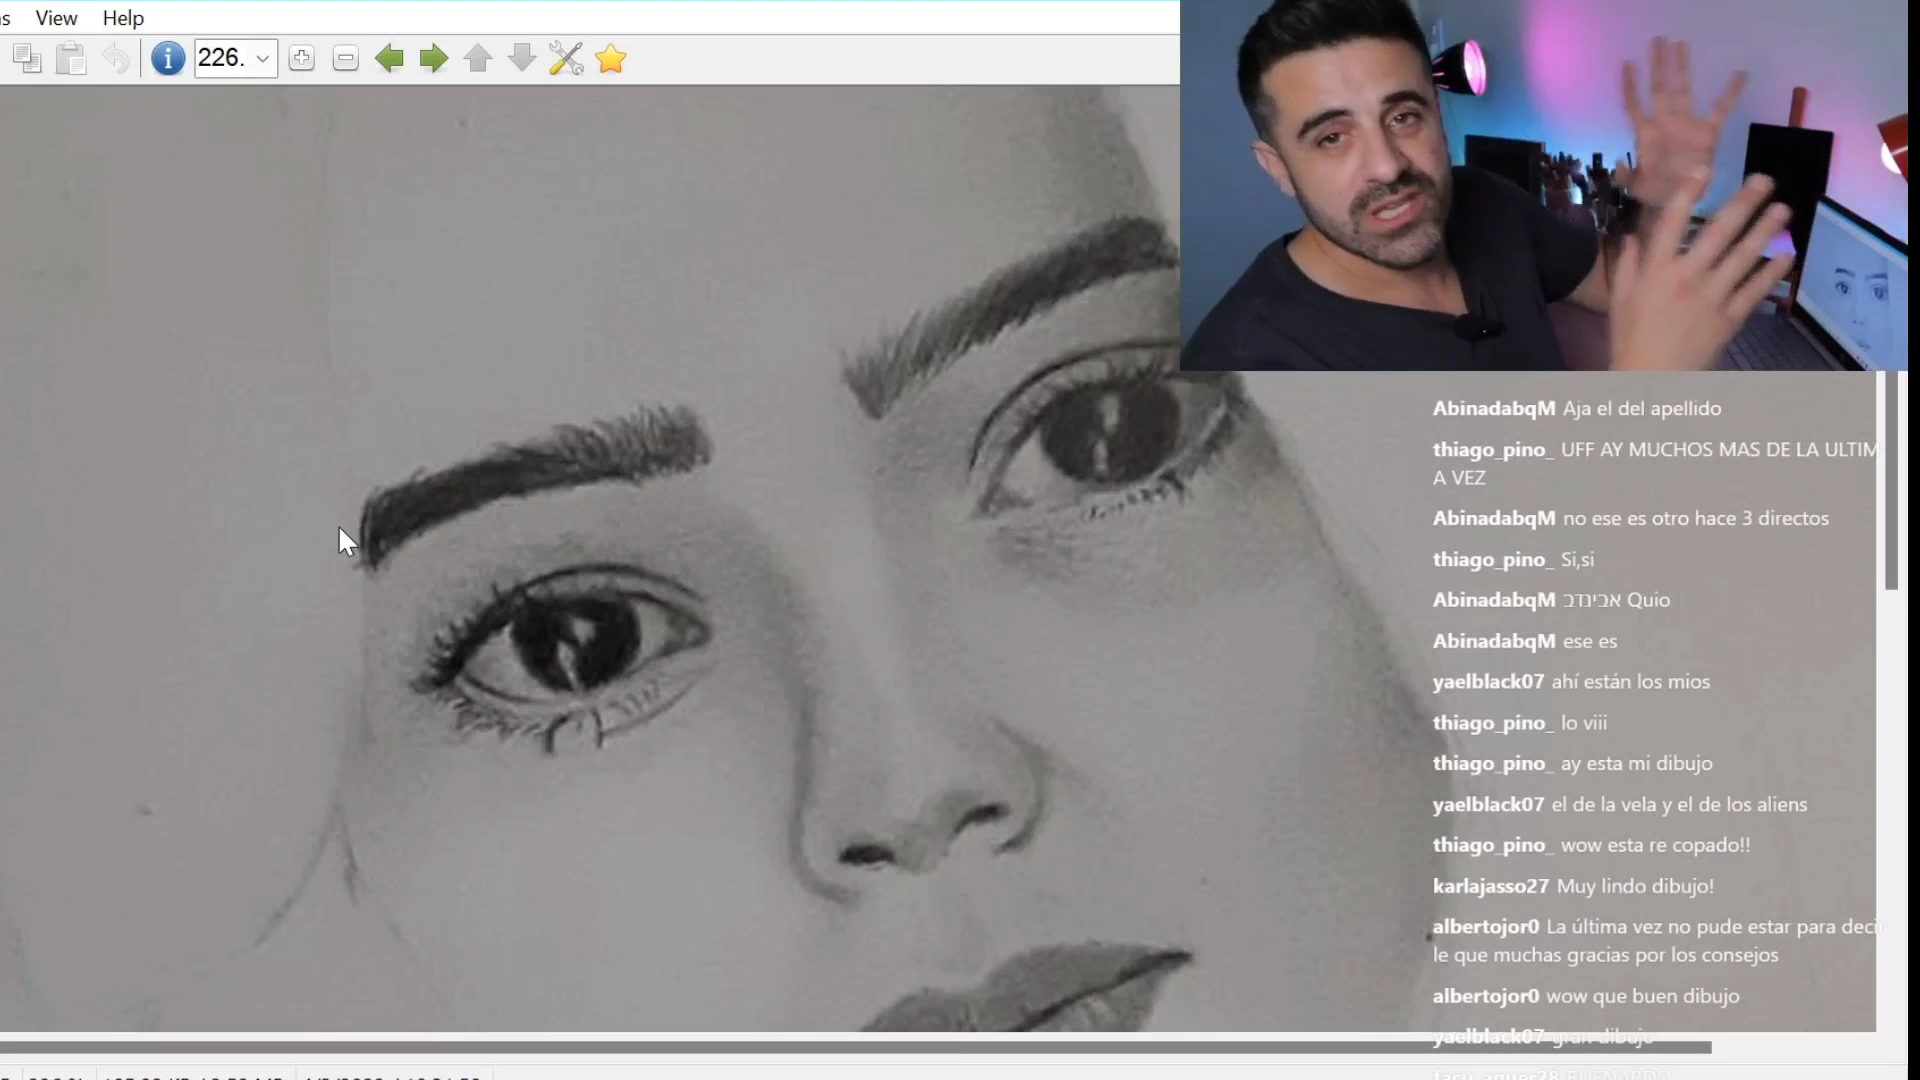 View Help
226.
AbinadabqM Aja el del apellido
thiago_pino_ UFF AY MUCHOS MAS DE LA ULTIM
A VEZ
AbinadabqM no ese es otro hace 3 directos
thiago_pino_ Si,si
AbinadabqM אבינדב Quio
AbinadabqM ese es
yaelblack07 ahí están los mios
thiago_pino_ lo viii
thiago_pino_ ay esta mi dibujo
yaelblack07 el de la vela y el de los aliens
thiago_pino_ wow esta re copado!!
karlajasso27 Muy lindo dibujo!
albertojor0 La última vez no pude estar para deci
le que muchas gracias por los consejos
albertojor0 wow que buen dibujo
yaelblack07 gran dibujo